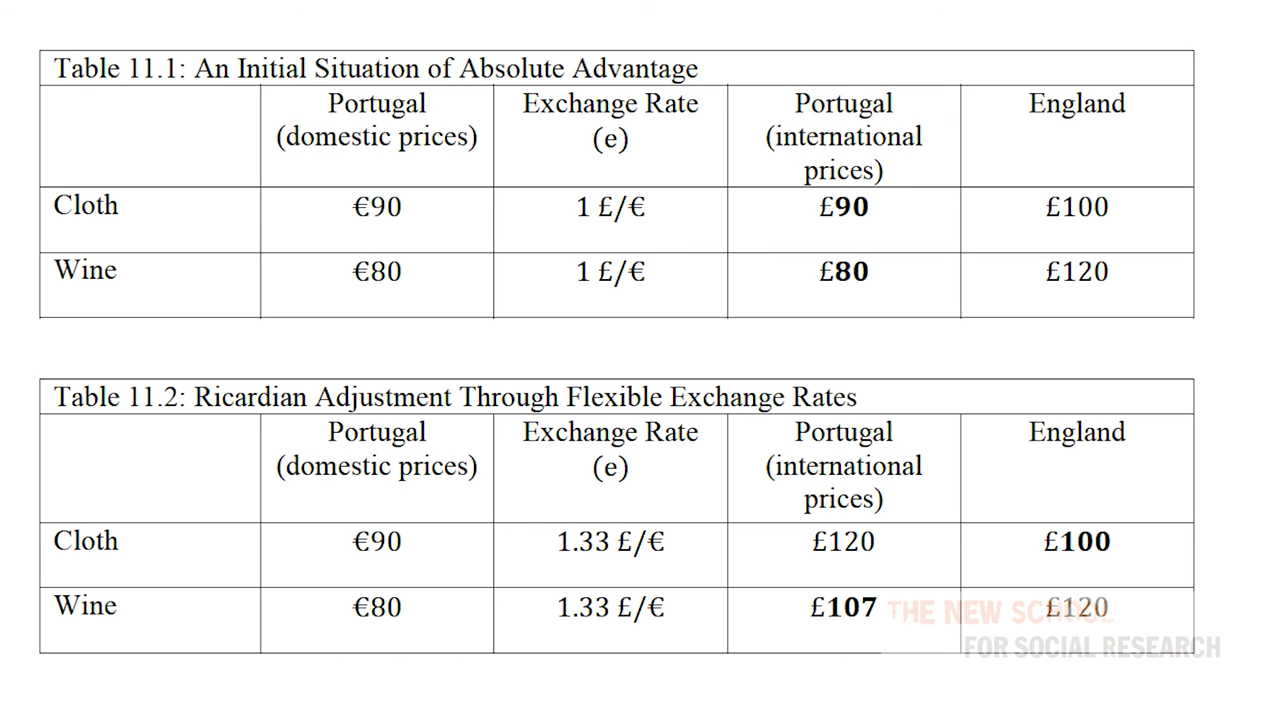 Table 11.1: An Initial Situation of Absolute Advantage
Portugal (domestic prices) Exchange Rate (e) Portugal (international prices) England
Cloth €90 1 £/€ £90 £100
Wine €80 1 £/€ £80 £120
Table 11.2: Ricardian Adjustment Through Flexible Exchange Rates
Portugal (domestic prices) Exchange Rate (e) Portugal (international prices) England
Cloth €90 1.33 £/€ £120 £100
Wine €80 1.33 £/€ £107 £120
THE NEW SCHOOL
FOR SOCIAL RESEARCH